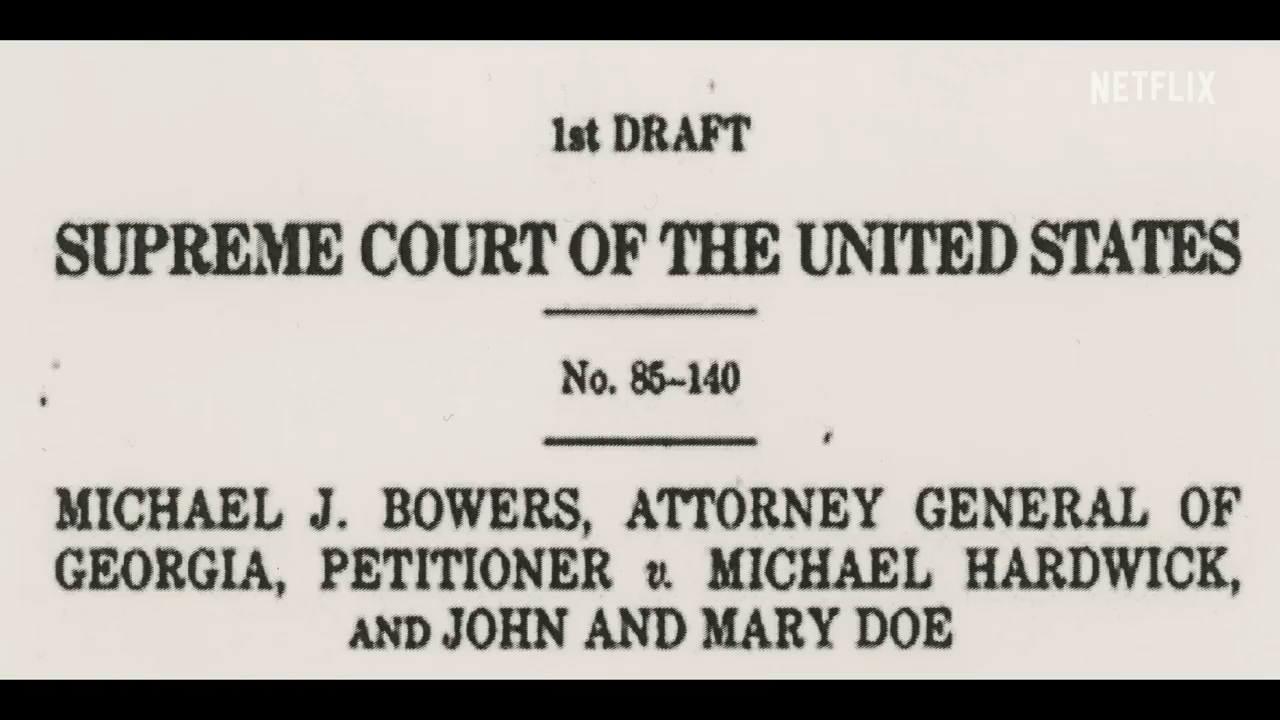 NETFLIX
1st DRAFT
SUPREME COURT OF THE UNITED STATES
No. 85–140
MICHAEL J. BOWERS, ATTORNEY GENERAL OF
GEORGIA, PETITIONER v. MICHAEL HARDWICK,
AND JOHN AND MARY DOE